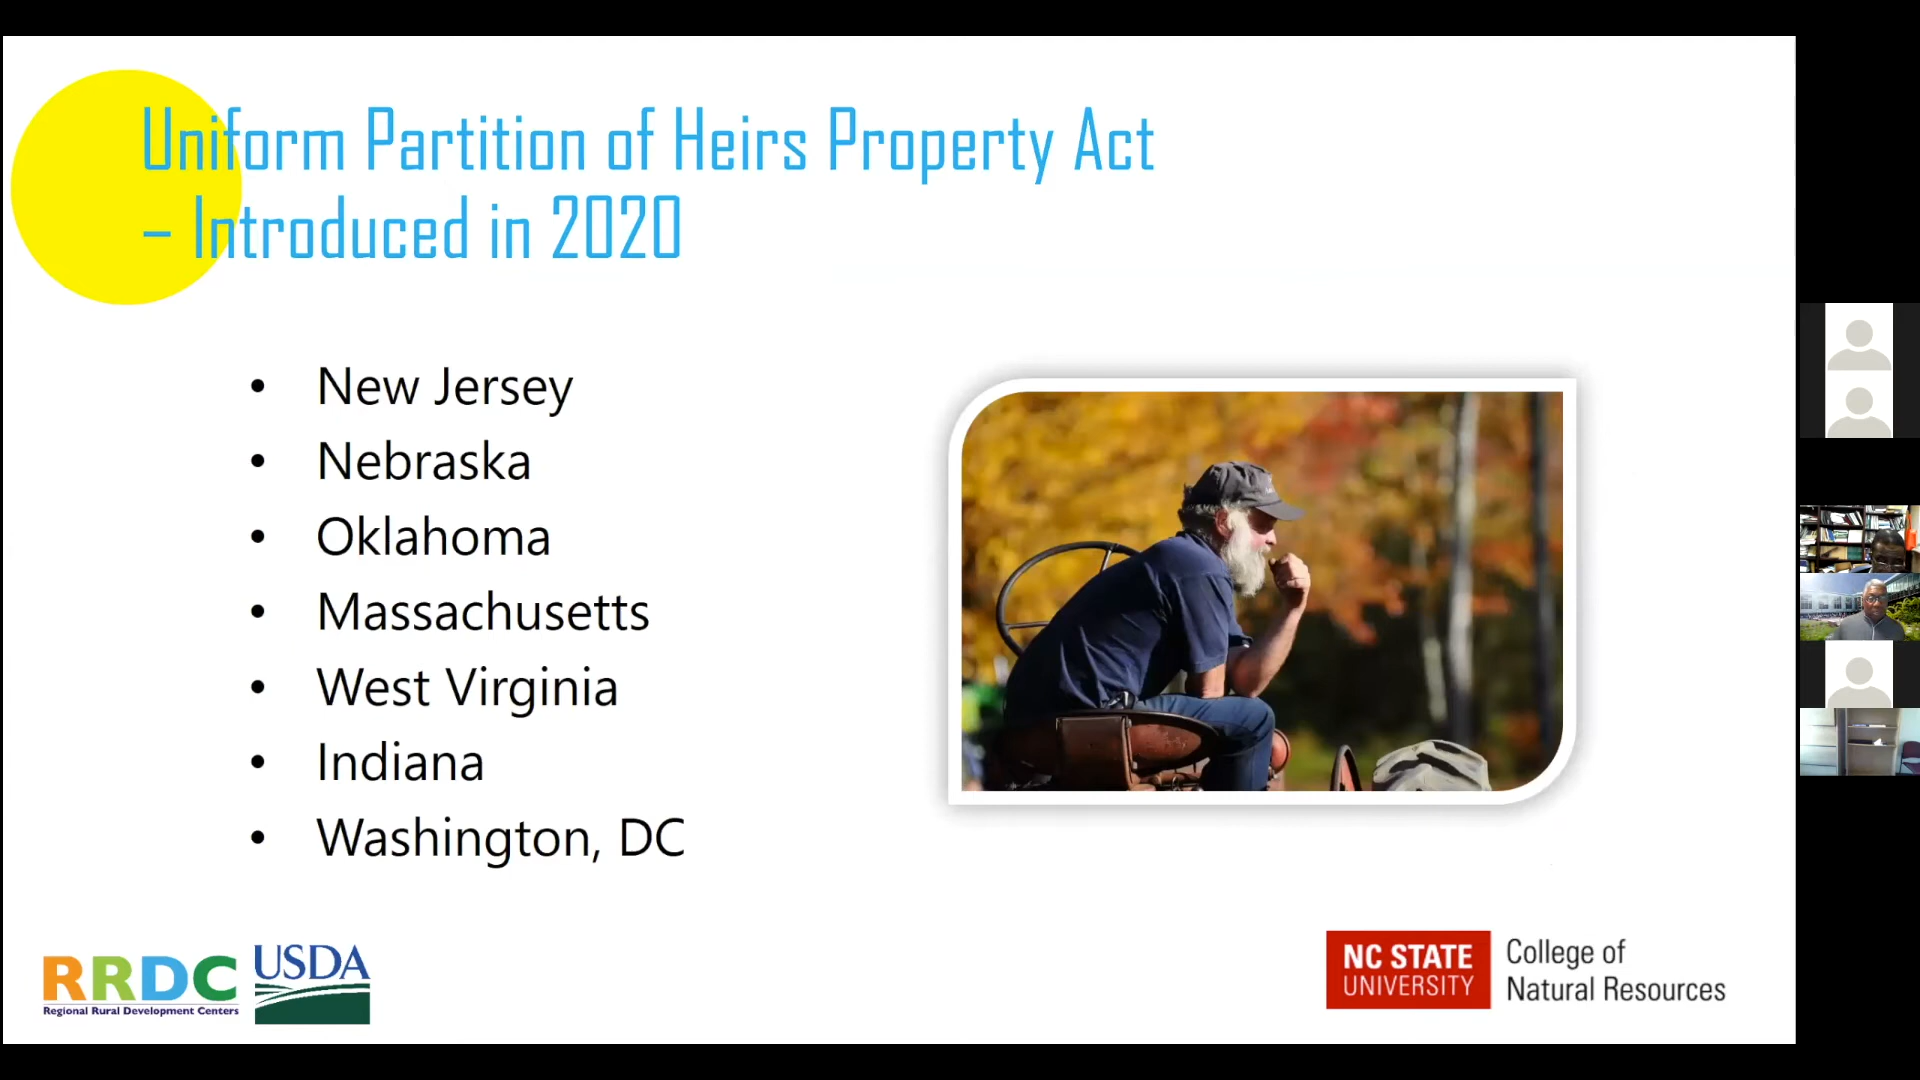 Uniform Partition of Heirs Property Act
– Introduced in 2020
• New Jersey
• Nebraska
• Oklahoma
• Massachusetts
• West Virginia
• Indiana
• Washington, DC
RRDC
Regional Rural Development Centers
USDA
NC STATE
UNIVERSITY
College of
Natural Resources